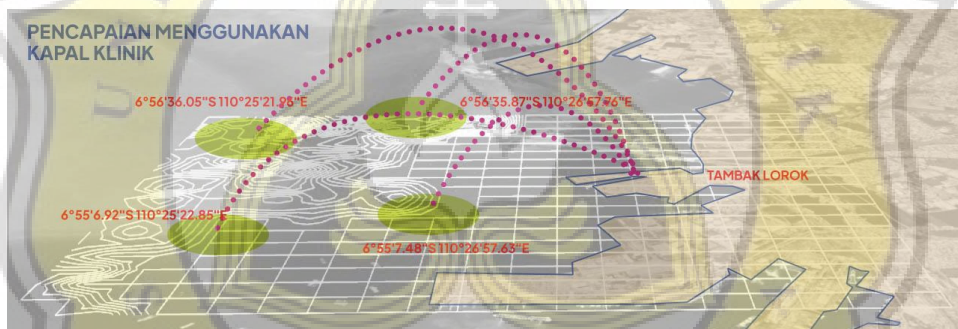 PENCAPAIAN MENGGUNAKAN
KAPAL KLINIK
6°56'36.05"S 110°25'21.95"E
6°56'35.87"S 110°26'57.76"E
TAMBAK LOROK
6°55'6.92"S 110°25'22.85"E
6°55'7.48"S 110°26'57.63"E